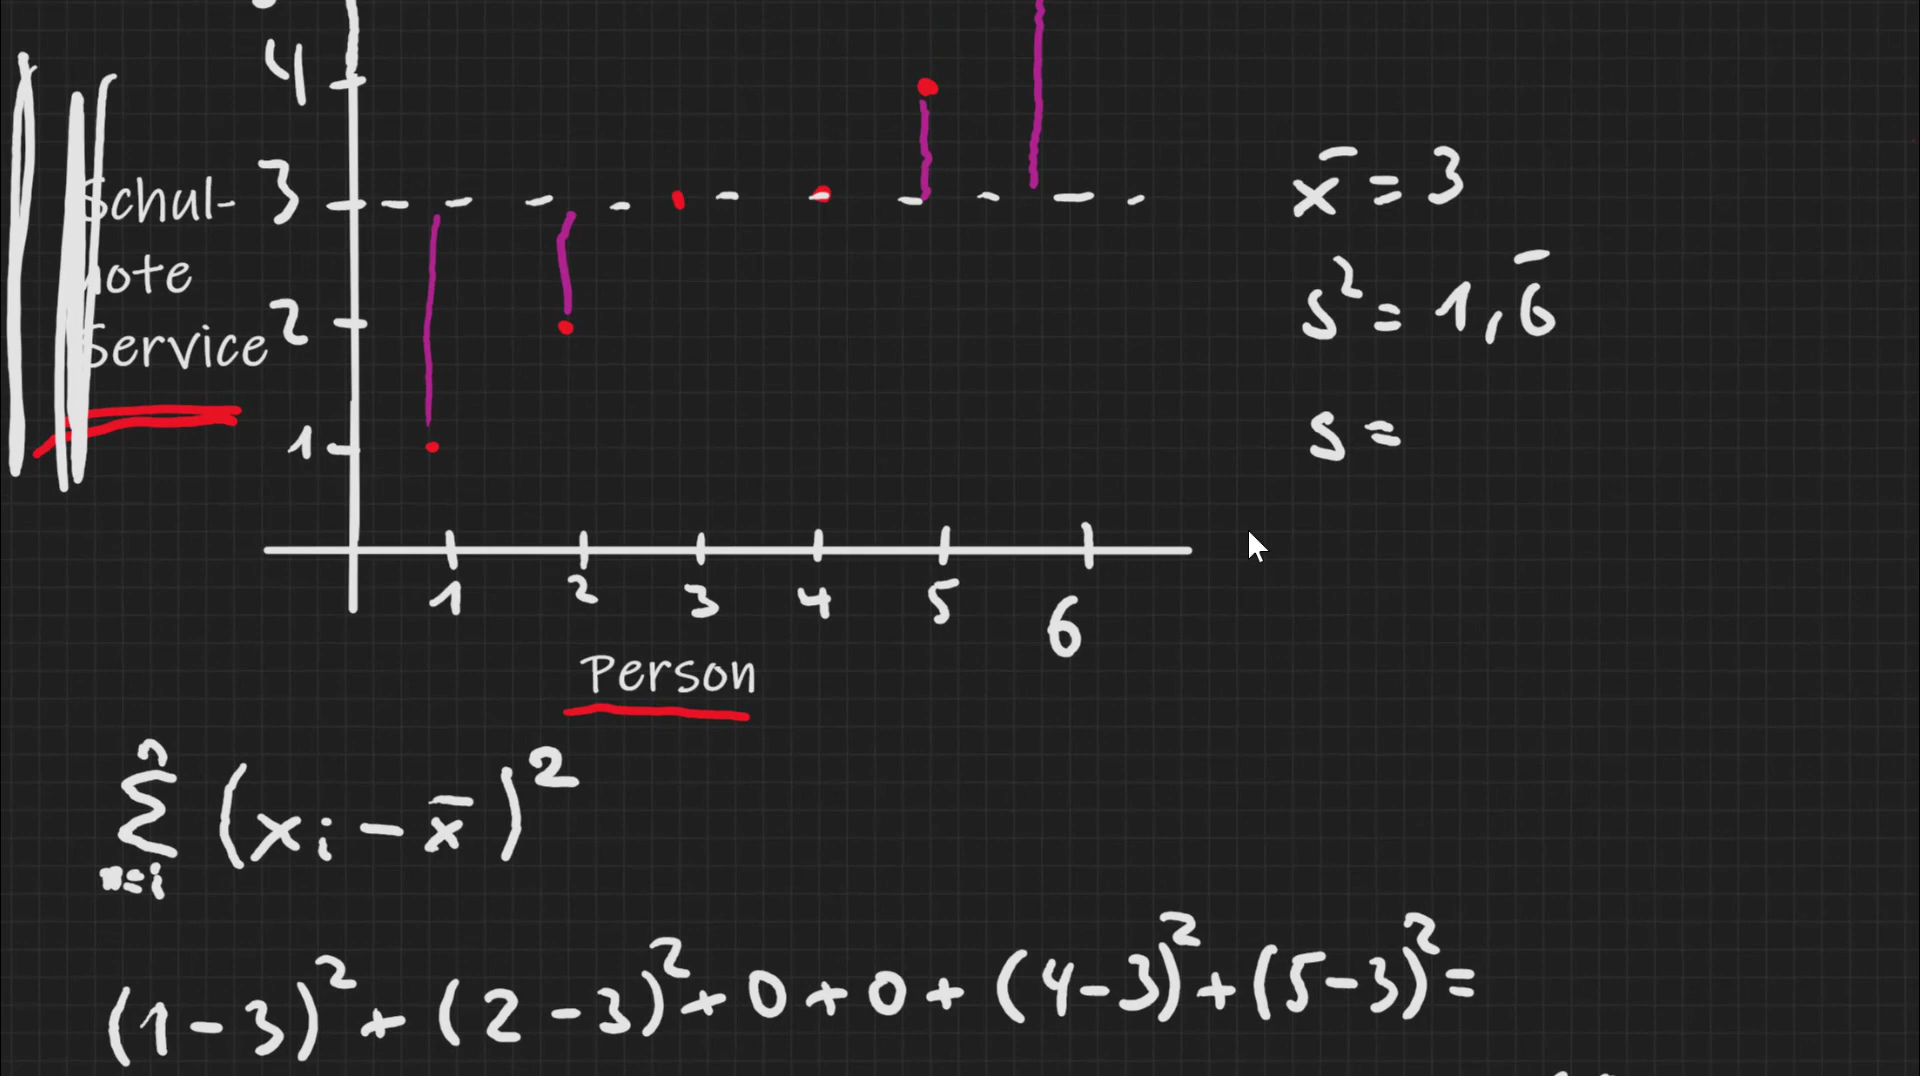 4
3
2
1
Schul-
note
Service
1 2 3 4 5 6
Person
x̄ = 3
s² = 1,6̅
s =
∑ⁿₙ₌ᵢ (xᵢ - x̄)²
(1-3)² + (2-3)² + 0 + 0 + (4-3)² + (5-3)² =